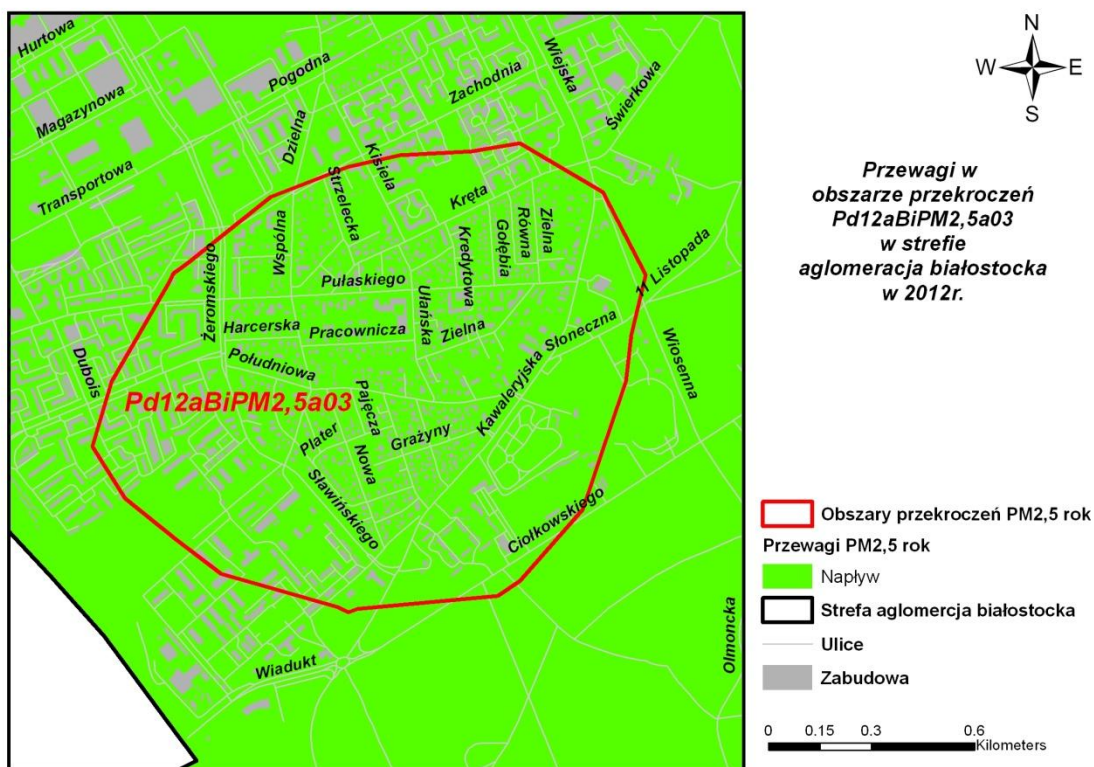 Hurtowa
Magazynowa
Transportowa
Pogodna
Dzielna
Zachodnia
Wiejska
Świerkowa
Kisiela
Strzelecka
Wspólna
Kręta
Kredytowa
Gołębia
Równa
Zielna
Żeromskiego
Pułaskiego
Ułańska
Zielna
11 Listopada
Harcerska
Pracownicza
Południowa
Słoneczna
Wiosenna
Dubois
Pd12aBiPM2,5a03
Pajęcza
Plater
Nowa
Grażyny
Kawaleryjska
Sławińskiego
Ciołkowskiego
Wiadukt
Olmoncka
N
W
E
S
Przewagi w
obszarze przekroczeń
Pd12aBiPM2,5a03
w strefie
aglomeracja białostocka
w 2012r.
Obszary przekroczeń PM2,5 rok
Przewagi PM2,5 rok
Napływ
Strefa aglomercja białostocka
Ulice
Zabudowa
0 0.15 0.3 0.6
Kilometers